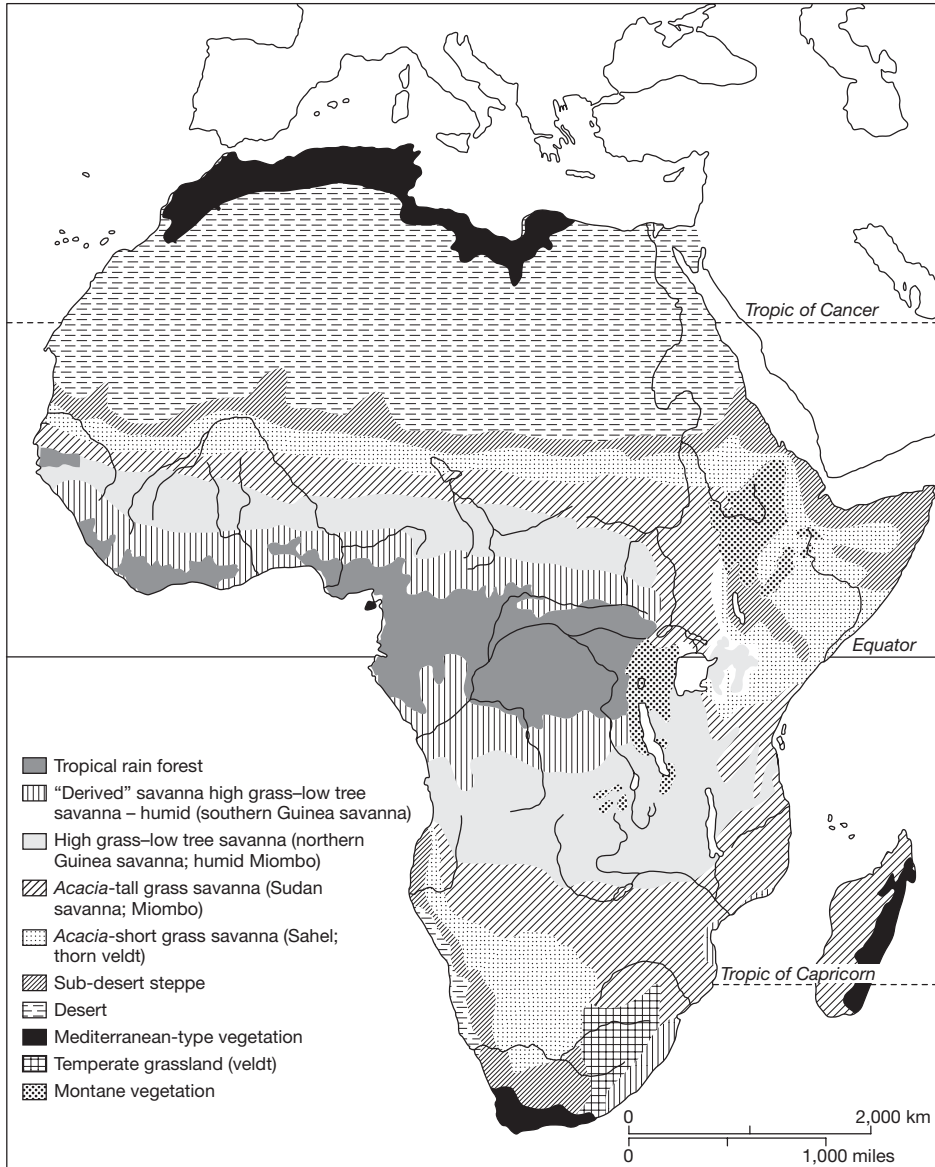 Tropic of Cancer
Equator
Tropical rain forest
“Derived” savanna high grass–low tree
savanna – humid (southern Guinea savanna)
High grass–low tree savanna (northern
Guinea savanna; humid Miombo)
Acacia-tall grass savanna (Sudan
savanna; Miombo)
Acacia-short grass savanna (Sahel;
thorn veldt)
Sub-desert steppe
Desert
Mediterranean-type vegetation
Temperate grassland (veldt)
Montane vegetation
Tropic of Capricorn
0 2,000 km
0 1,000 miles